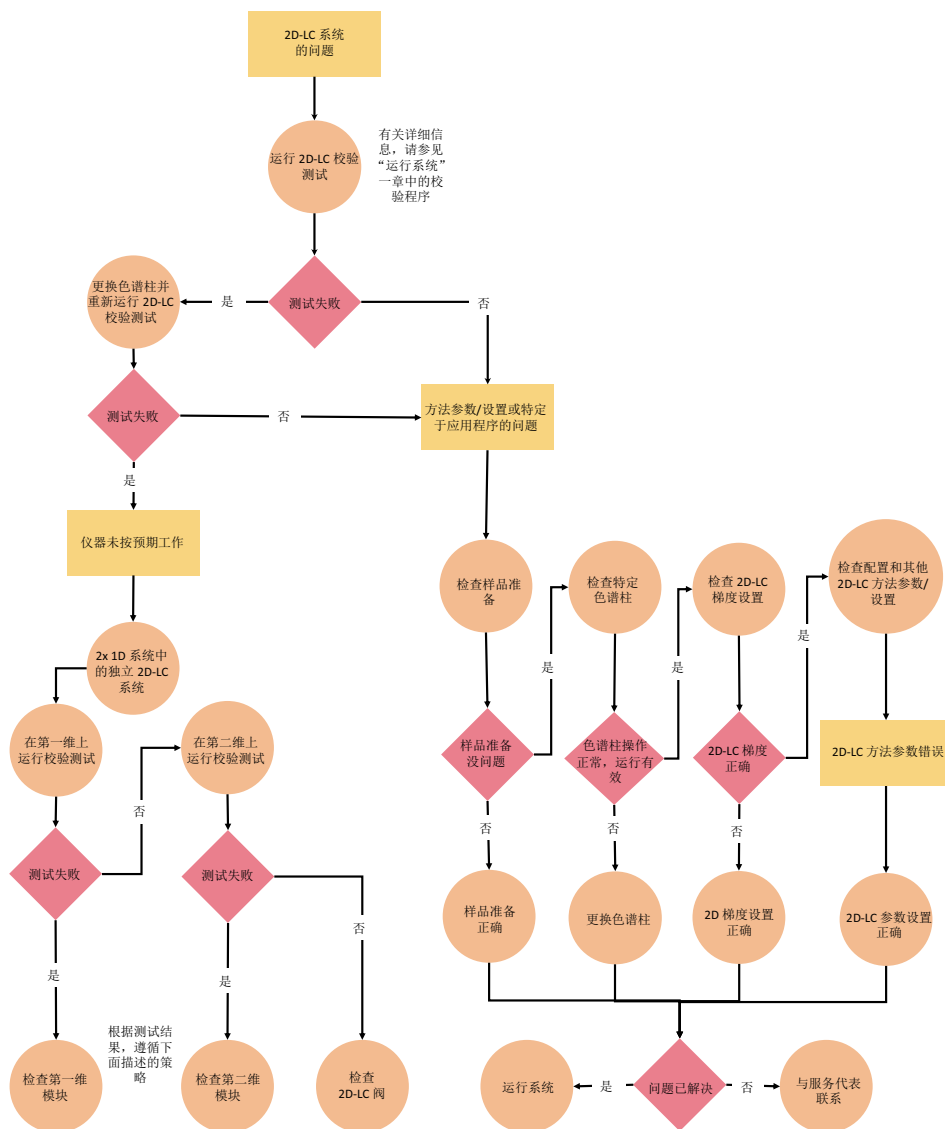 2D-LC 系统
的问题
运行 2D-LC 校验
测试
有关详细信
息，请参见
“运行系统”
一章中的校
验程序
更换色谱柱并
重新运行 2D-LC
校验测试
是
测试失败
否
测试失败
否
方法参数/设置或特定
于应用程序的问题
是
仪器未按预期工作
检查样品准
备
检查特定
色谱柱
检查 2D-LC
梯度设置
检查配置和其他
2D-LC 方法参数/
设置
是
是
是
2x 1D 系统中
的独立 2D-LC
系统
在第一维上
运行校验测试
在第二维上
运行校验测试
样品准备
没问题
色谱柱操作
正常，运行有
效
2D-LC 梯度
正确
2D-LC 方法参数错误
否
否
否
否
测试失败
测试失败
样品准备
正确
更换色谱柱
2D 梯度设置
正确
2D-LC 参数设置
正确
否
是
是
根据测试结
果，遵循下
面描述的策
略
检查第一维
模块
检查第二维
模块
检查
2D-LC 阀
运行系统
是
问题已解决
否
与服务代表
联系